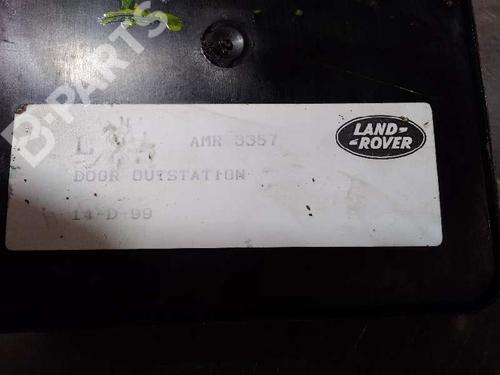 B-PARTS
L AMR 3357
LAND-
-ROVER
DOOR OUTSTATION
14-D-99